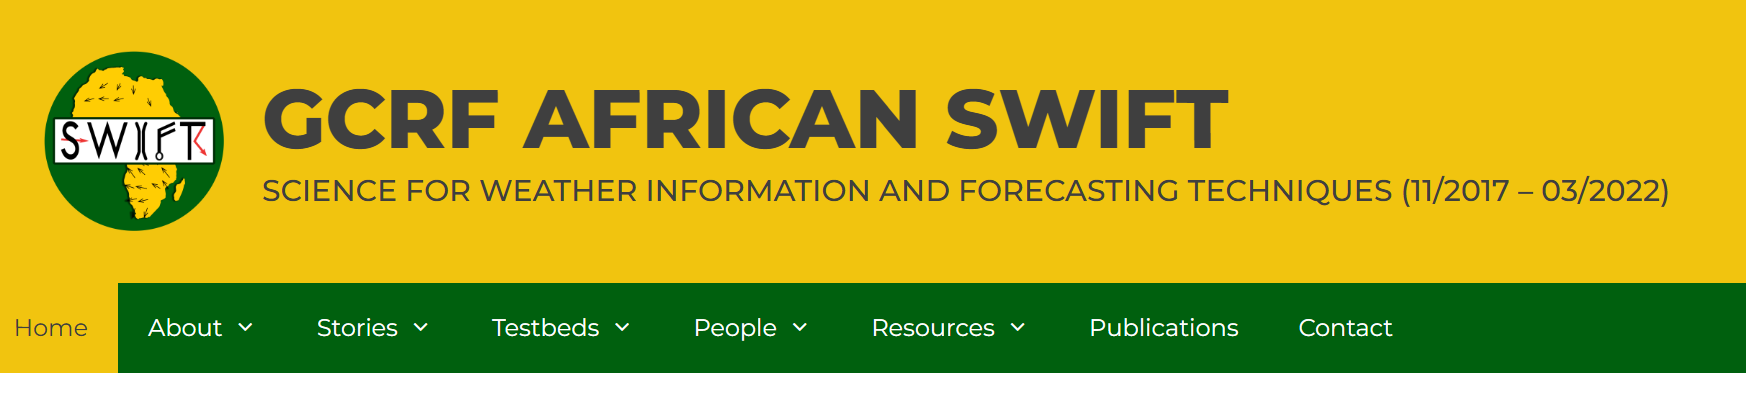 SWIFT
GCRF AFRICAN SWIFT
SCIENCE FOR WEATHER INFORMATION AND FORECASTING TECHNIQUES (11/2017 – 03/2022)
Home About Stories Testbeds People Resources Publications Contact